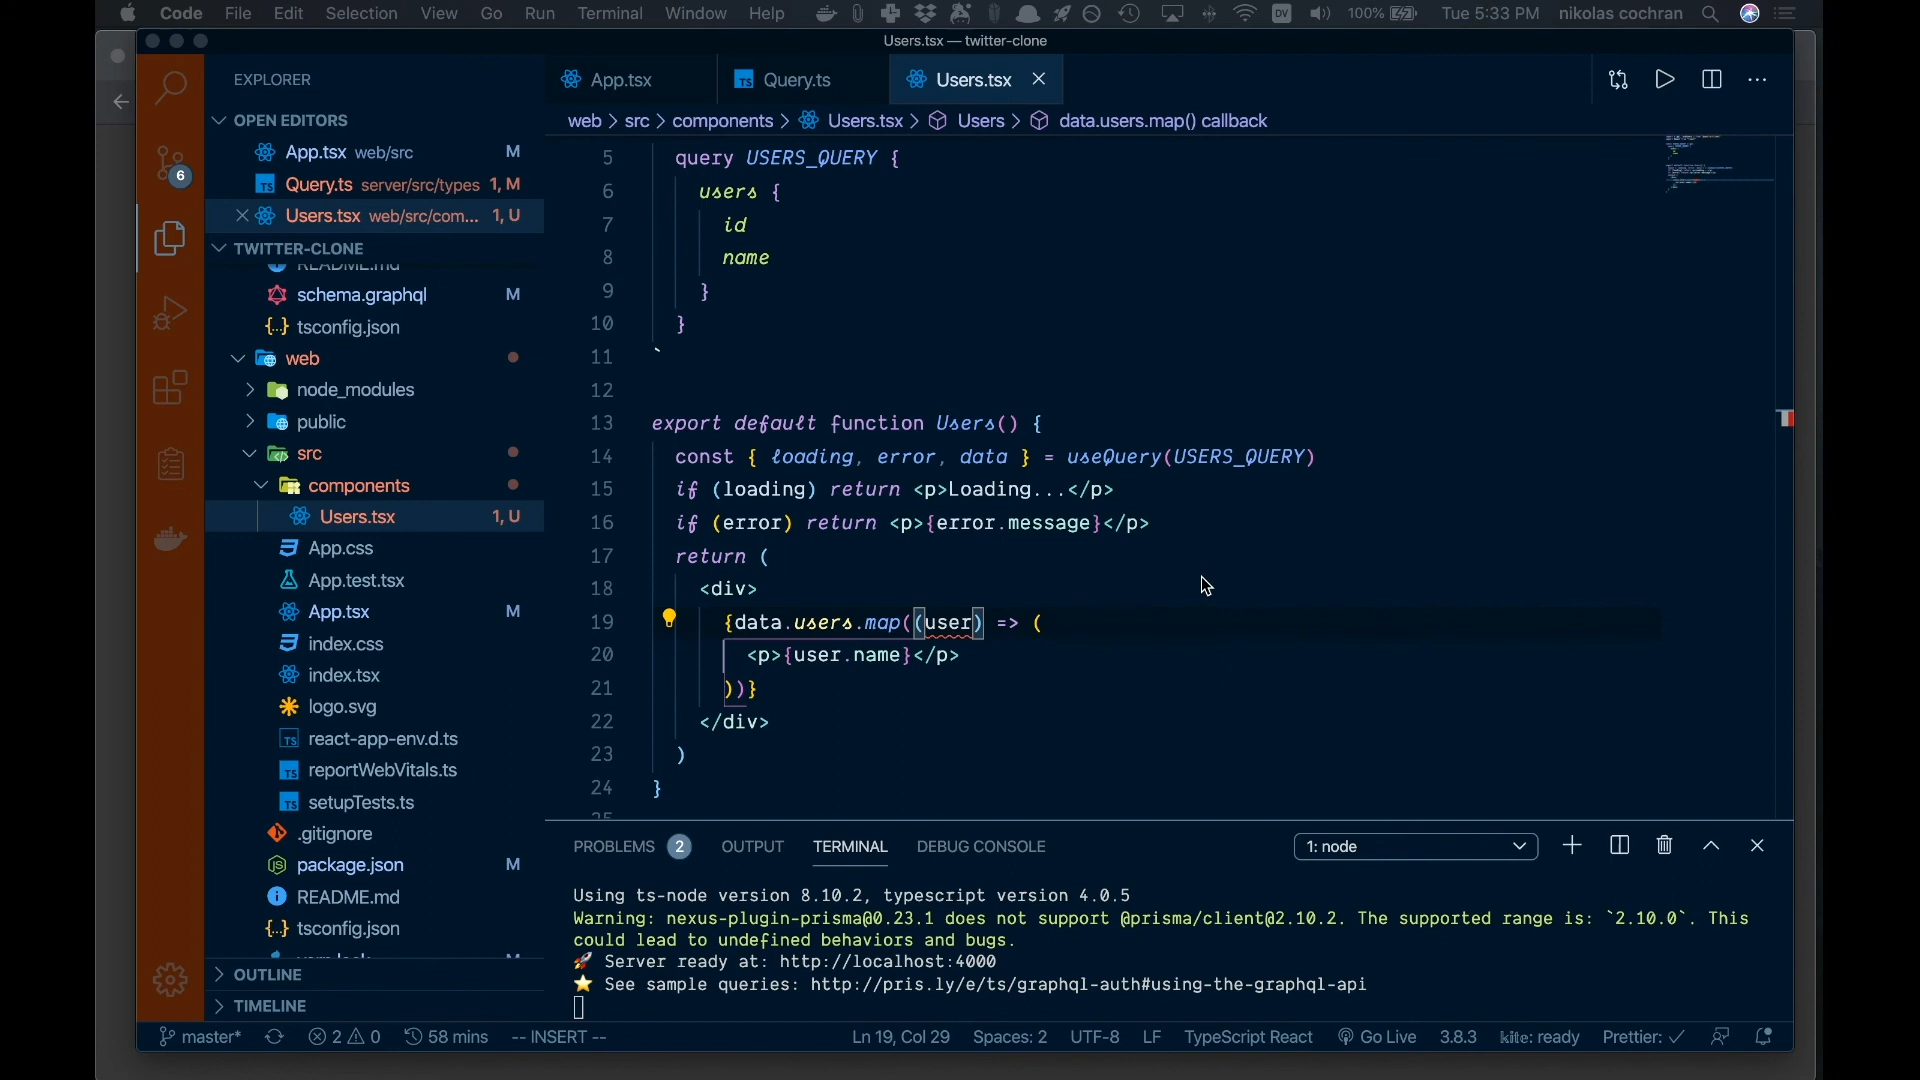 Code File Edit Selection View Go Run Terminal Window Help DV 100% Tue 5:33 PM nikolas cochran
Users.tsx — twitter-clone
EXPLORER
OPEN EDITORS
App.tsx web/src M
Query.ts server/src/types 1, M
Users.tsx web/src/com... 1, U
TWITTER-CLONE
README.md
schema.graphql M
tsconfig.json
web
node_modules
public
src
components
Users.tsx 1, U
App.css
App.test.tsx
App.tsx M
index.css
index.tsx
logo.svg
react-app-env.d.ts
reportWebVitals.ts
setupTests.ts
.gitignore
package.json M
README.md
tsconfig.json
OUTLINE
TIMELINE
6
App.tsx Query.ts Users.tsx
web > src > components > Users.tsx > Users > data.users.map() callback
5 query USERS_QUERY {
6 users {
7 id
8 name
9 }
10 }
11 `
12
13 export default function Users() {
14 const { loading, error, data } = useQuery(USERS_QUERY)
15 if (loading) return <p>Loading...</p>
16 if (error) return <p>{error.message}</p>
17 return (
18 <div>
19 {data.users.map((user) => (
20 <p>{user.name}</p>
21 ))}
22 </div>
23 )
24 }
25
PROBLEMS 2 OUTPUT TERMINAL DEBUG CONSOLE 1: node
Using ts-node version 8.10.2, typescript version 4.0.5
Warning: nexus-plugin-prisma@0.23.1 does not support @prisma/client@2.10.2. The supported range is: `2.10.0`. This
could lead to undefined behaviors and bugs.
🚀 Server ready at: http://localhost:4000
⭐ See sample queries: http://pris.ly/e/ts/graphql-auth#using-the-graphql-api
master* 2 0 58 mins -- INSERT -- Ln 19, Col 29 Spaces: 2 UTF-8 LF TypeScript React Go Live 3.8.3 kite: ready Prettier: ✓